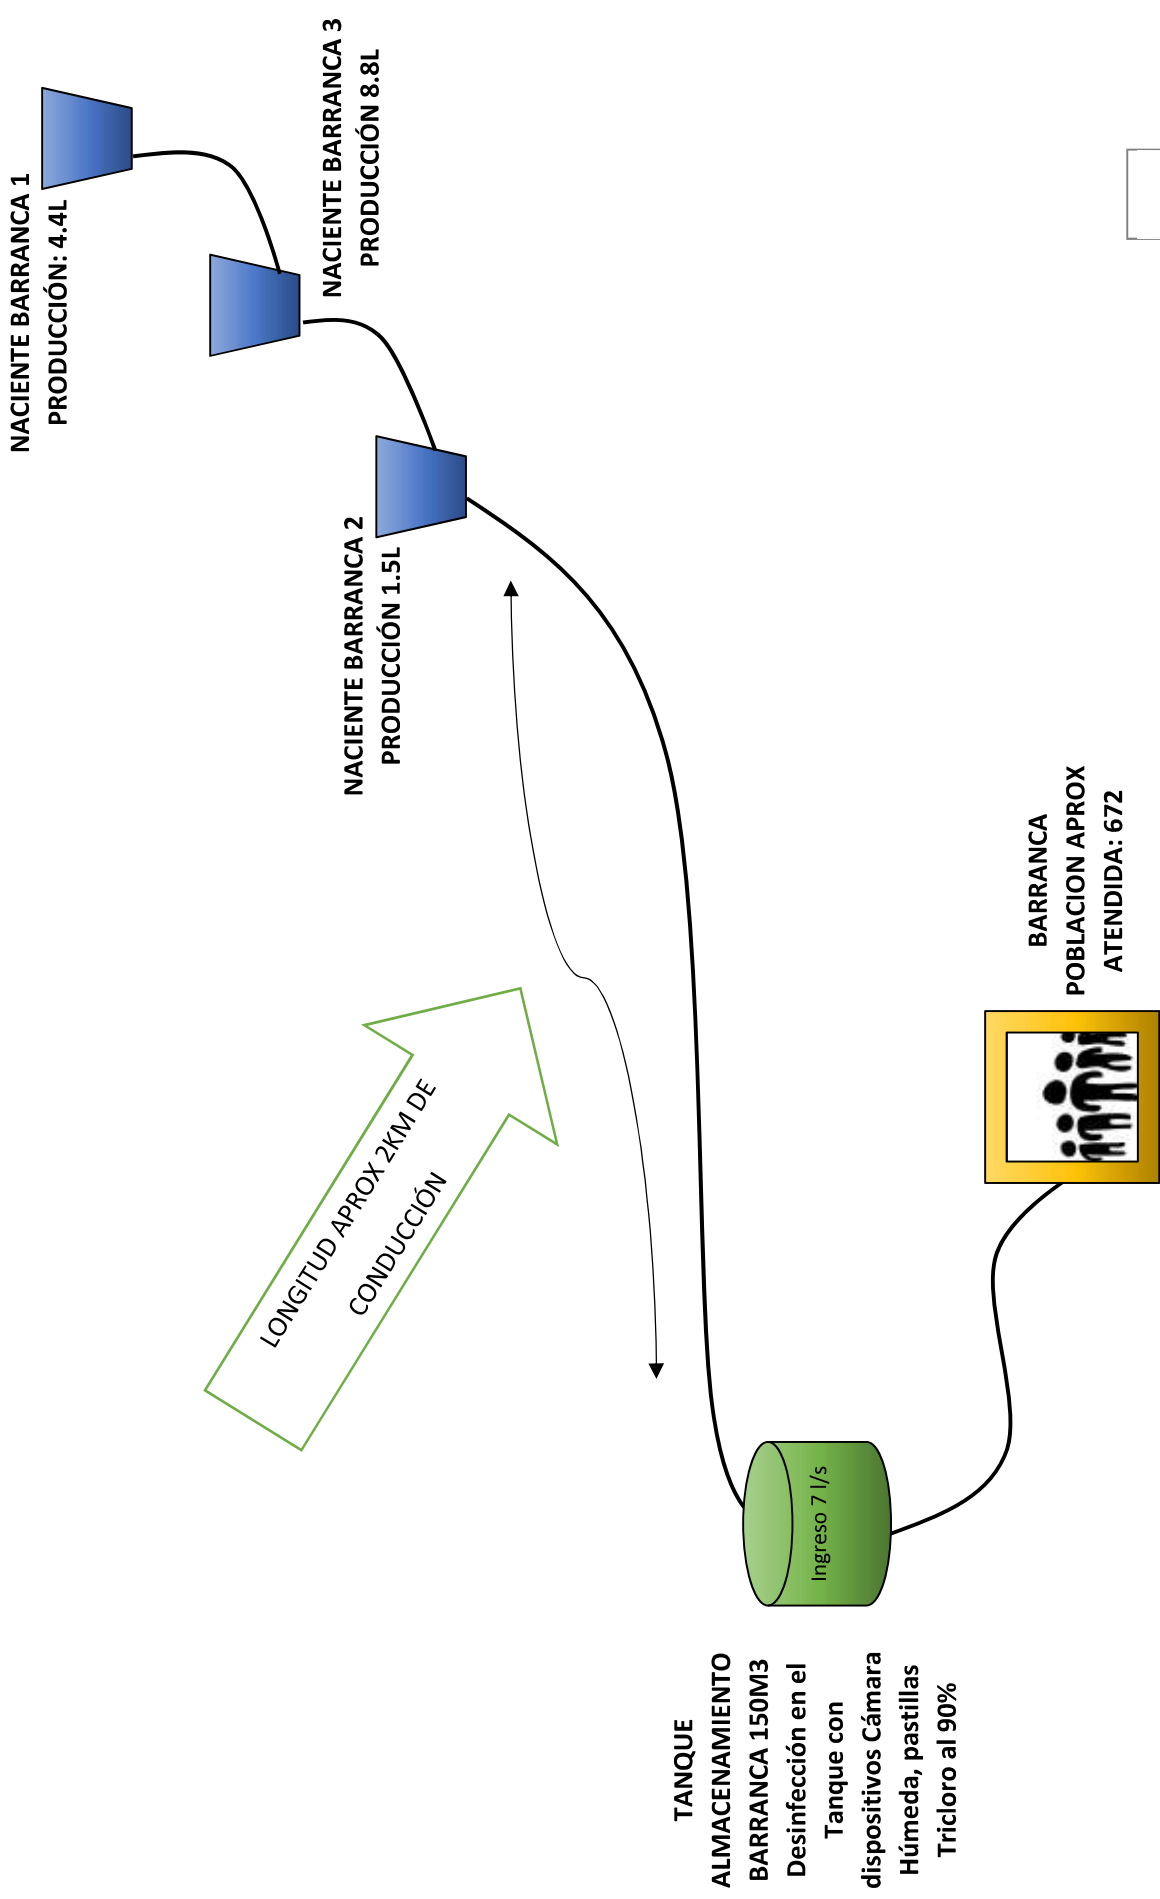 NACIENTE BARRANCA 1
PRODUCCIÓN: 4.4L
NACIENTE BARRANCA 3
PRODUCCIÓN 8.8L
NACIENTE BARRANCA 2
PRODUCCIÓN 1.5L
LONGITUD APROX 2KM DE
CONDUCCIÓN
TANQUE
ALMACENAMIENTO
BARRANCA 150M3
Desinfección en el
Tanque con
dispositivos Cámara
Húmeda, pastillas
Tricloro al 90%
Ingreso 7 l/s
BARRANCA
POBLACION APROX
ATENDIDA: 672